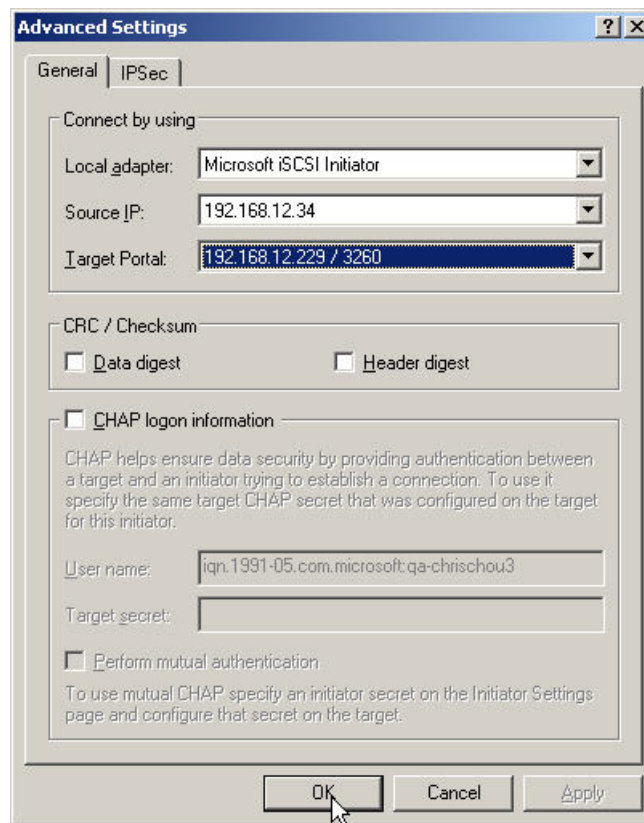 Advanced Settings
General IPSec
Connect by using
Local adapter: Microsoft iSCSI Initiator
Source IP: 192.168.12.34
Target Portal: 192.168.12.229 / 3260
CRC / Checksum
Data digest Header digest
CHAP logon information
CHAP helps ensure data security by providing authentication between
a target and an initiator trying to establish a connection. To use it
specify the same target CHAP secret that was configured on the target
for this initiator.
User name: iqn.1991-05.com.microsoft:qa-chrischou3
Target secret:
Perform mutual authentication
To use mutual CHAP specify an initiator secret on the Initiator Settings
page and configure that secret on the target.
OK Cancel Apply